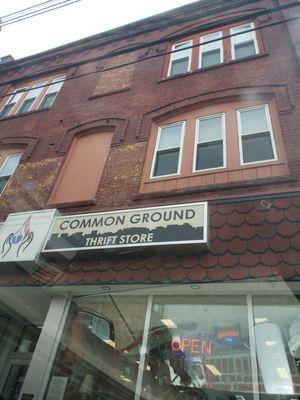 COMMON GROUND
THRIFT STORE
OPEN